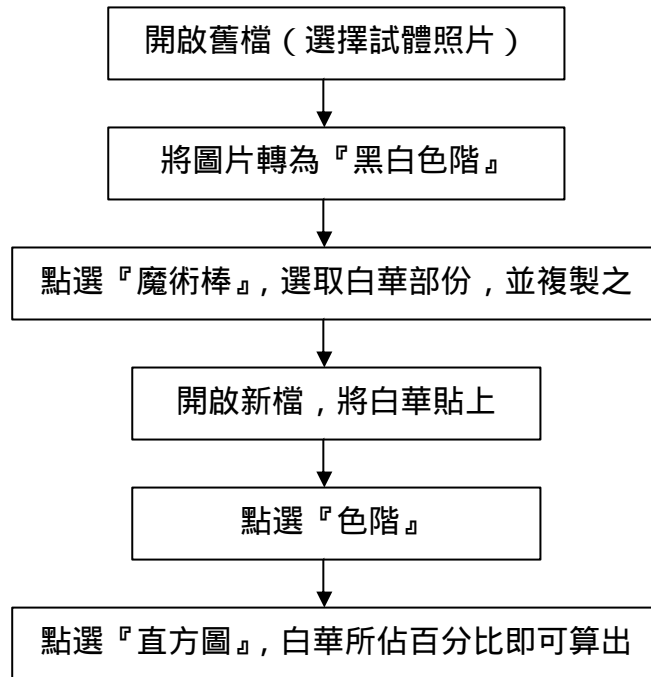 開啟舊檔（選擇試體照片）
將圖片轉為『黑白色階』
點選『魔術棒』，選取白華部份，並複製之
開啟新檔，將白華貼上
點選『色階』
點選『直方圖』，白華所佔百分比即可算出